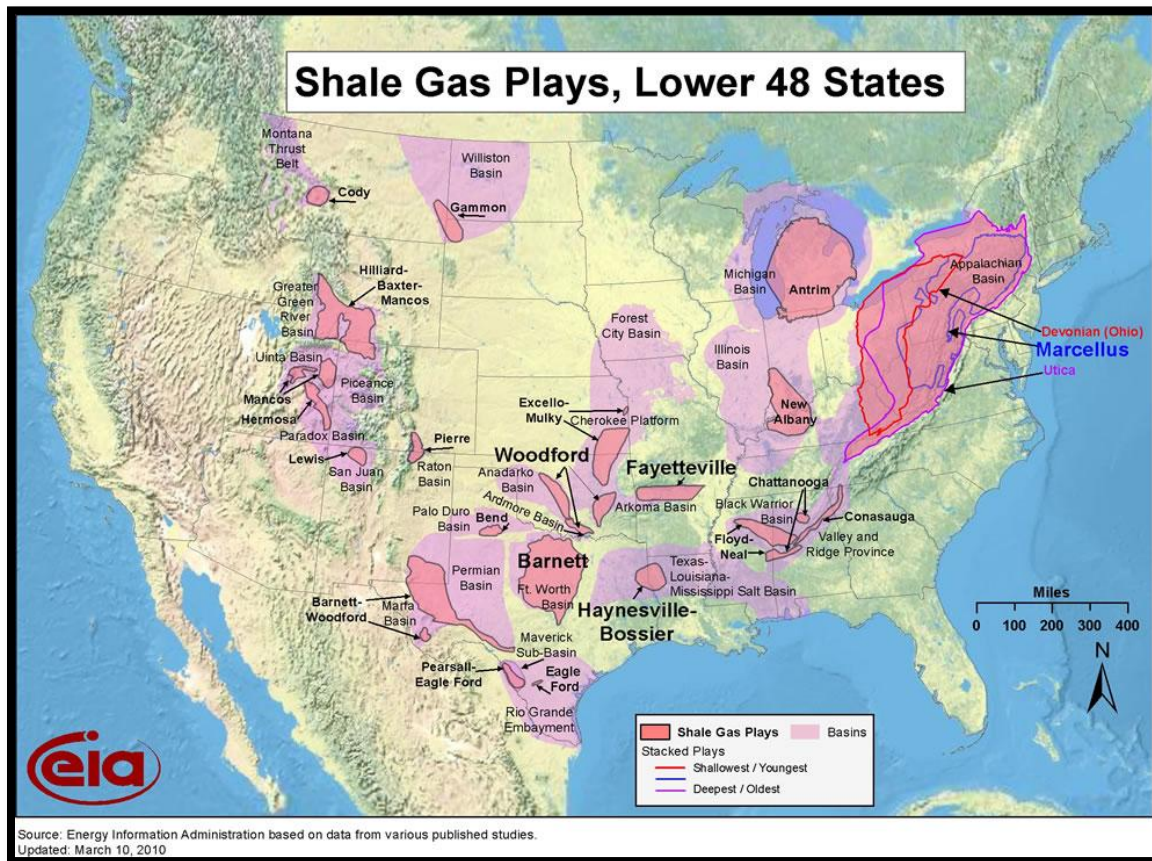 Shale Gas Plays, Lower 48 States
Montana
Thrust
Belt
Cody
Williston
Basin
Gammon
Hilliard-
Baxter-
Mancos
Greater
Green
River
Basin
Uinta Basin
Mancos
Piceance
Basin
Hermosa
Paradox Basin
Lewis
San Juan
Basin
Pierre
Raton
Basin
Michigan
Basin
Antrim
Forest
City Basin
Illinois
Basin
New
Albany
Excello-
Mulky
Cherokee Platform
Woodford
Anadarko
Basin
Ardmore Basin
Arkoma Basin
Fayetteville
Palo Duro
Basin
Bend
Appalachian
Basin
Devonian (Ohio)
Marcellus
Utica
Chattanooga
Black Warrior
Basin
Conasauga
Floyd-
Neal
Valley and
Ridge Province
Barnett
Ft. Worth
Basin
Permian
Basin
Barnett-
Woodford
Marfa
Basin
Texas-
Louisiana-
Mississippi Salt Basin
Haynesville-
Bossier
Maverick
Sub-Basin
Pearsall-
Eagle Ford
Eagle
Ford
Rio Grande
Embayment
Miles
0 100 200 300 400
N
Shale Gas Plays
Basins
Stacked Plays
Shallowest / Youngest
Deepest / Oldest
eia
Source: Energy Information Administration based on data from various published studies.
Updated: March 10, 2010